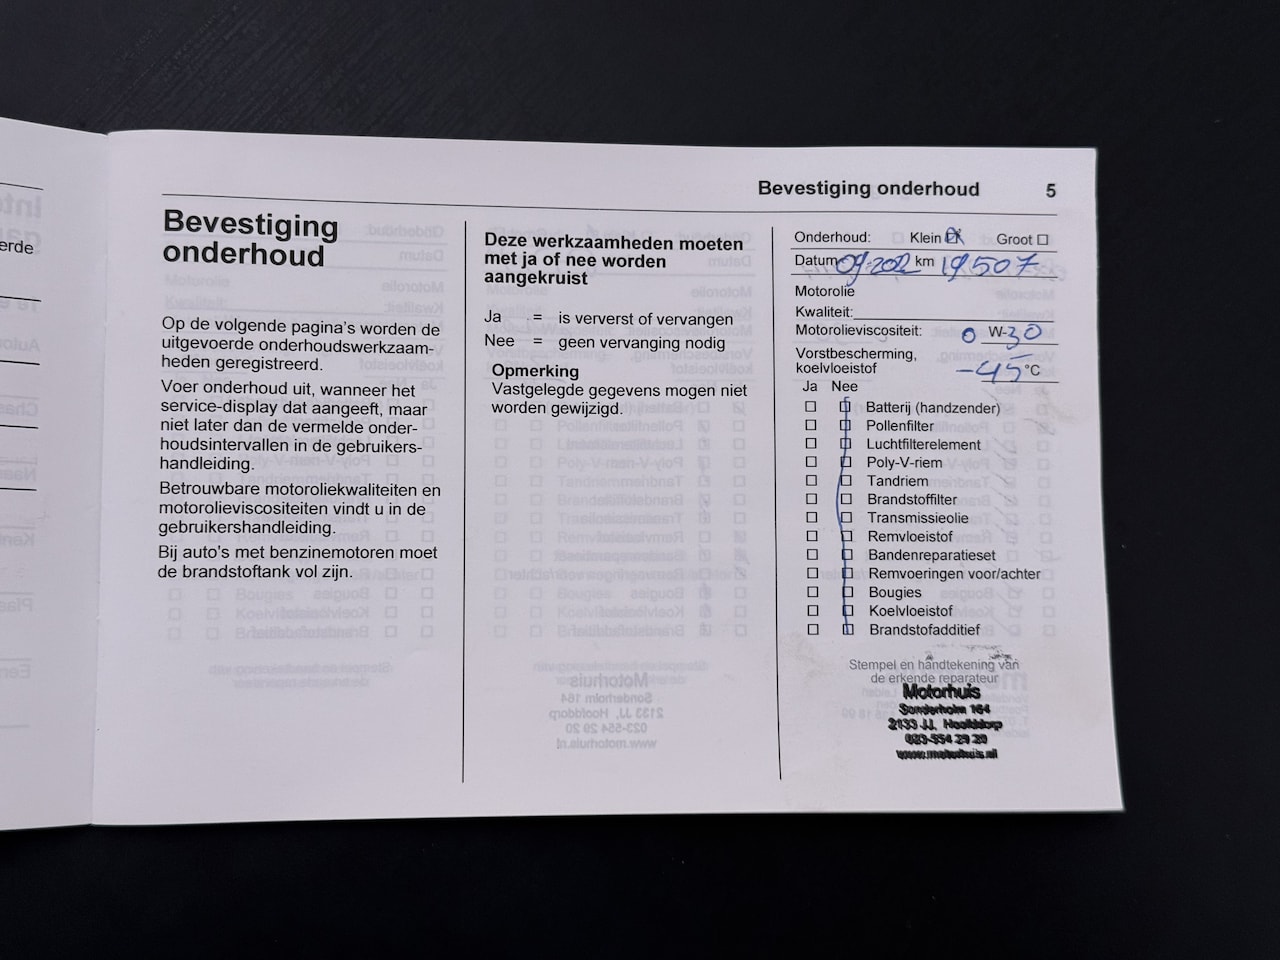 erde
Bevestiging onderhoud 5
Bevestiging
onderhoud
Op de volgende pagina's worden de
uitgevoerde onderhoudswerkzaam-
heden geregistreerd.
Voer onderhoud uit, wanneer het
service-display dat aangeeft, maar
niet later dan de vermelde onder-
houdsintervallen in de gebruikers-
handleiding.
Betrouwbare motoroliekwaliteiten en
motorolieviscositeiten vindt u in de
gebruikershandleiding.
Bij auto's met benzinemotoren moet
de brandstoftank vol zijn.
Deze werkzaamheden moeten
met ja of nee worden
aangekruist
Ja = is ververst of vervangen
Nee = geen vervanging nodig
Opmerking
Vastgelegde gegevens mogen niet
worden gewijzigd.
Onderhoud: Klein Groot
Datum km 19.507
Motorolie
Kwaliteit:
Motorolieviscositeit: 0 W-30
Vorstbescherming,
koelvloeistof -45 °C
Ja Nee
Batterij (handzender)
Pollenfilter
Luchtfilterelement
Poly-V-riem
Tandriem
Brandstoffilter
Transmissieolie
Remvloeistof
Bandenreparatieset
Remvoeringen voor/achter
Bougies
Koelvloeistof
Brandstofadditief
Stempel en handtekening van
de erkende reparateur
Motorhuis
Sonderholm 164
2133 JJ, Hoofddorp
023-554 29 20
www.motorhuis.nl